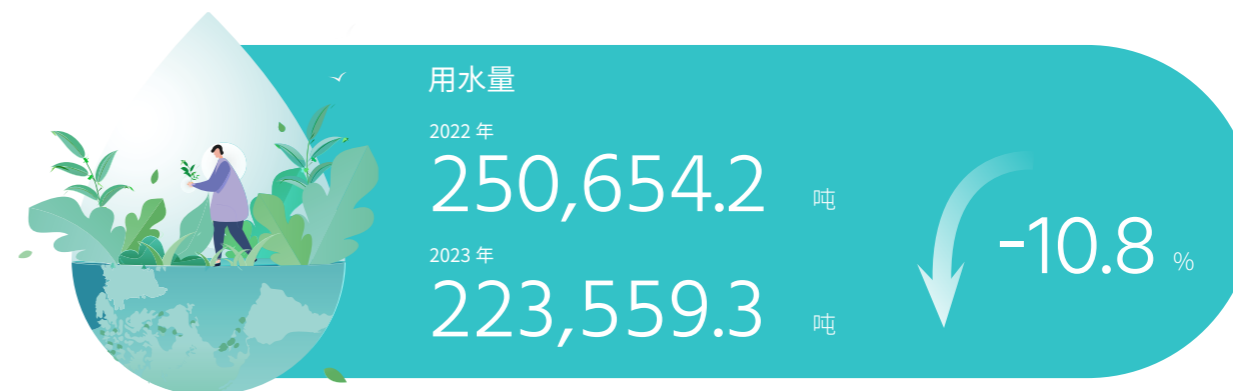 用水量
2022 年
250,654.2 吨
2023 年
223,559.3 吨
-10.8 %